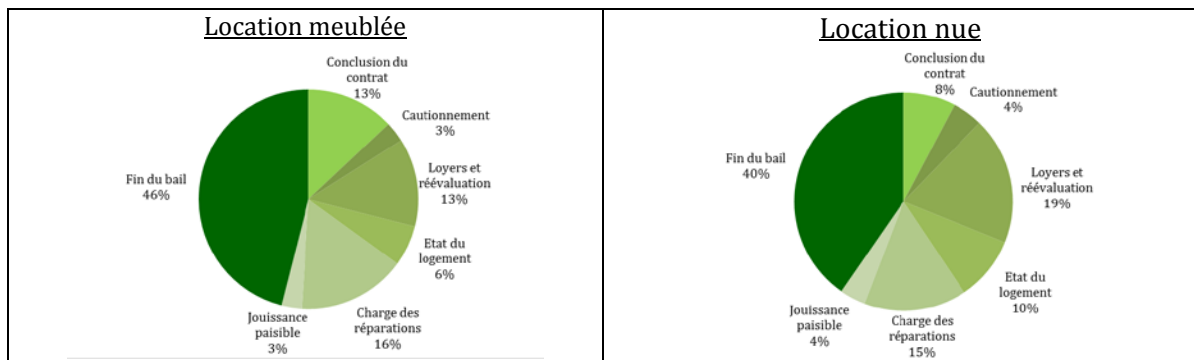 Location meublée
Conclusion du
contrat
13%
Cautionnement
3%
Loyers et
réévaluation
13%
Etat du
logement
6%
Charge des
réparations
16%
Jouissance
paisible
3%
Fin du bail
46%
Location nue
Conclusion du
contrat
8%
Cautionnement
4%
Loyers et
réévaluation
19%
Etat du
logement
10%
Charge des
réparations
15%
Jouissance
paisible
4%
Fin du bail
40%